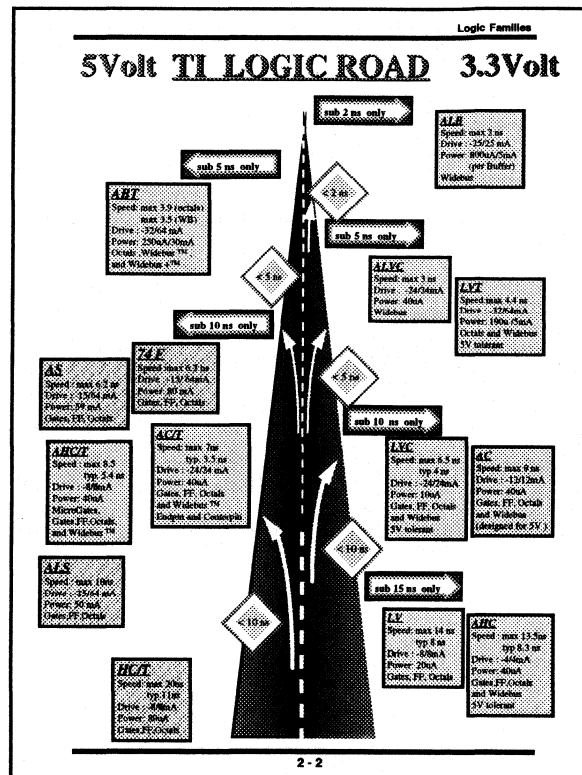 Logic Families
5Volt TI LOGIC ROAD 3.3Volt
sub 2 ns only
ALB
Speed: max 2 ns
Drive : -25/25 mA
Power: 800uA/5mA
(per Buffer)
Widebus
sub 5 ns only
< 2 ns
ABT
Speed: max 3.9 (octals)
max 3.5 (WB)
Drive : -32/64 mA
Power: 250uA/30mA
Octals ,Widebus ™
and Widebus +™
sub 5 ns only
< 5 ns
ALVC
Speed: max 3 ns
Drive : -24/24mA
Power: 40uA
Widebus
LVT
Speed max 4.4 ns
Drive : -32/64mA
Power: 190u /5mA
Octals and Widebus
5V tolerant
sub 10 ns only
74F
Speed max
Drive : -15/ 64mA
Power: 80 mA
Gates, FF, Octals
AS
Speed: max 6.2 ns
Drive : 15/64 mA
Power:
Gates, FF, Octals
< 5 ns
sub 10 ns only
AHC/T
Speed : max 8.5
typ. 5.4 ns
Drive : -8/8mA
Power: 40uA
MicroGates,
Gates,FF,Octals,
and Widebus ™
AC/T
Speed: max 7ns
typ. 3.5 ns
Drive : -24/24 mA
Power: 40uA
Gates, FF, Octals
and Widebus ™
Endpin and Centerpin
LVC
Speed: max 6.5 ns
typ 4 ns
Drive : -24/24mA
Power: 10uA
Gates, FF, Octals
and Widebus
5V tolerant
AC
Speed: max 9 ns
Drive : -12/12mA
Power: 40uA
Gates, FF, Octals
and Widebus
(designed for 5V )
< 10 ns
ALS
Speed : max 10ns
Drive : -15/64 mA
Power: 50 mA
Gates,FF,Octals
< 10 ns
sub 15 ns only
LV
Speed: max 14 ns
typ 8 ns
Drive : -8/8mA
Power: 20uA
Gates, FF, Octals
AHC
Speed: max 13.5ns
typ 8.3 ns
Drive : -4/4mA
Power: 40uA
Gates,FF,Octals
and Widebus
5V tolerant
HC/T
Speed: max 20ns
typ 11ns
Drive : -8/8mA
Power: 80uA
Gates,FF,Octals
2 - 2